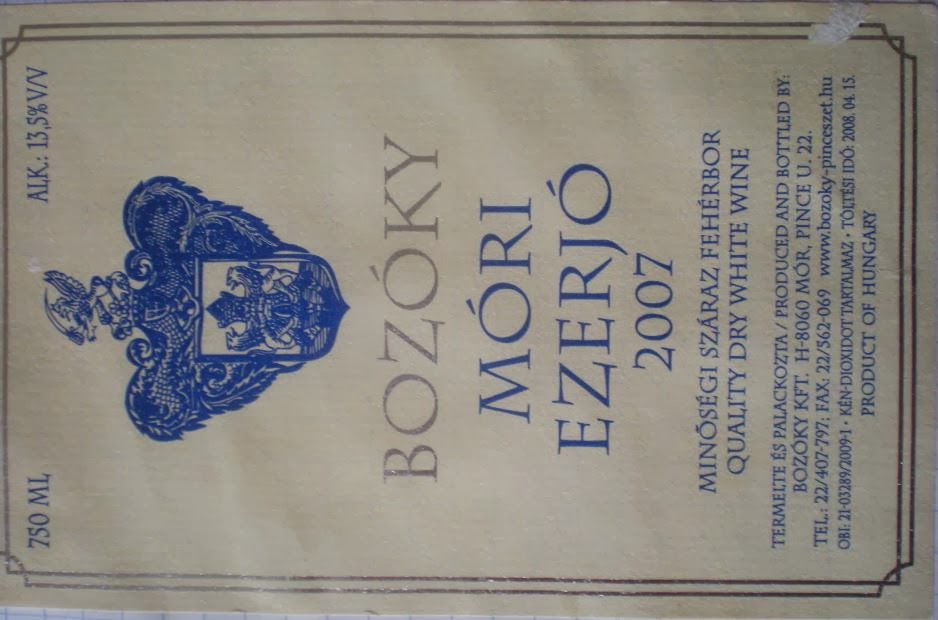 750 ML
ALK.: 13,5% V/V
BOZÓKY
MÓRI
EZERJÓ
2007
MINŐSÉGI SZÁRAZ FEHÉRBOR
QUALITY DRY WHITE WINE
TERMELTE ÉS PALACKOZTA / PRODUCED AND BOTTLED BY:
BOZÓKY KFT. H-8060 MÓR, PINCE U. 22.
TEL.: 22/407-797; FAX: 22/562-069 www.bozoky-pinceszet.hu
OBI: 21-03289/2009-1 • KÉN-DIOXIDOT TARTALMAZ • TÖLTÉSI IDŐ: 2008. 04. 15.
PRODUCT OF HUNGARY